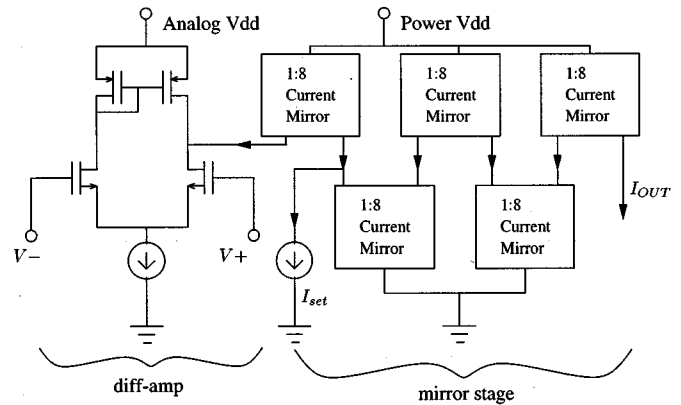 Analog Vdd
Power Vdd
1:8
Current
Mirror
1:8
Current
Mirror
1:8
Current
Mirror
1:8
Current
Mirror
1:8
Current
Mirror
I_OUT
V−
V+
I_set
diff-amp
mirror stage